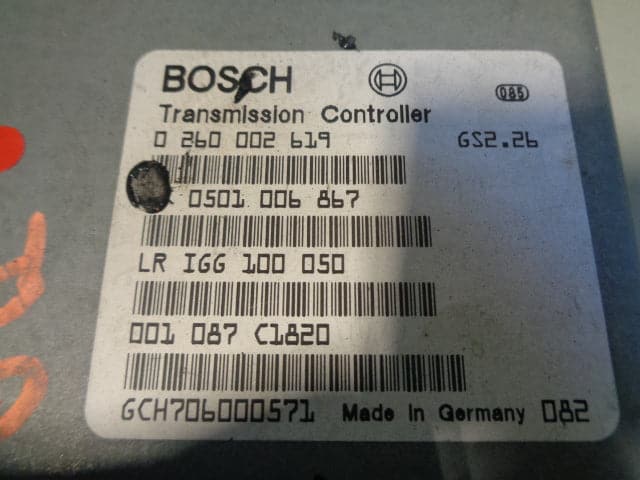 BOSCH
085
Transmission Controller
0 260 002 619 GS2.26
0501 006 867
LR IGG 100 050
001 087 C1820
GCH706000571 Made In Germany 082